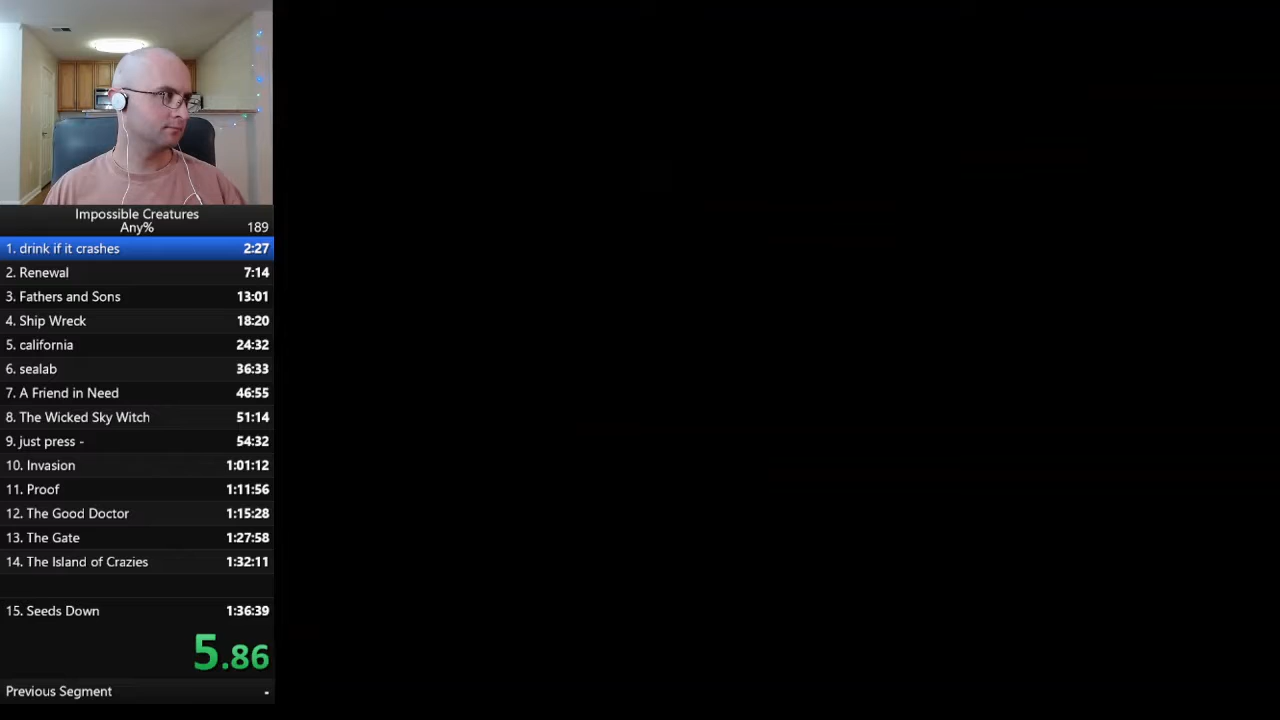 Impossible Creatures
Any% 189
1. drink if it crashes 2:27
2. Renewal 7:14
3. Fathers and Sons 13:01
4. Ship Wreck 18:20
5. california 24:32
6. sealab 36:33
7. A Friend in Need 46:55
8. The Wicked Sky Witch 51:14
9. just press - 54:32
10. Invasion 1:01:12
11. Proof 1:11:56
12. The Good Doctor 1:15:28
13. The Gate 1:27:58
14. The Island of Crazies 1:32:11
15. Seeds Down 1:36:39
5.86
Previous Segment -